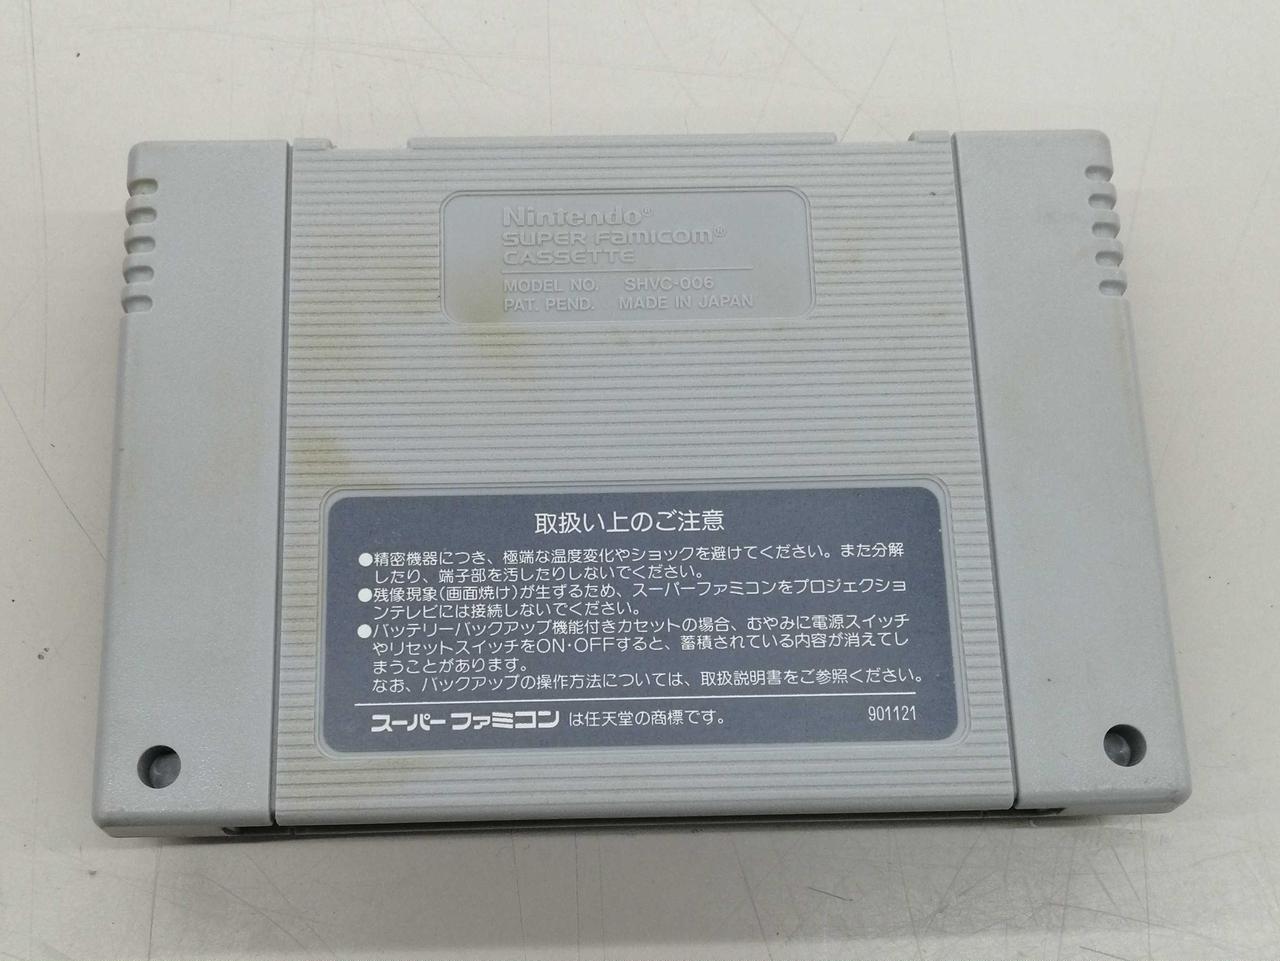 Nintendo®
SUPER FAMICOM®
CASSETTE
MODEL NO. SHVC-006
PAT. PEND. MADE IN JAPAN
取扱い上のご注意
●精密機器につき、極端な温度変化やショックを避けてください。また分解
したり、端子部を汚したりしないでください。
●残像現象(画面焼け)が生ずるため、スーパーファミコンをプロジェクショ
ンテレビには接続しないでください。
●バッテリーバックアップ機能付きカセットの場合、むやみに電源スイッチ
やリセットスイッチをON・OFFすると、蓄積されている内容が消えてし
まうことがあります。
なお、バックアップの操作方法については、取扱説明書をご参照ください。
スーパーファミコン は任天堂の商標です。 901121